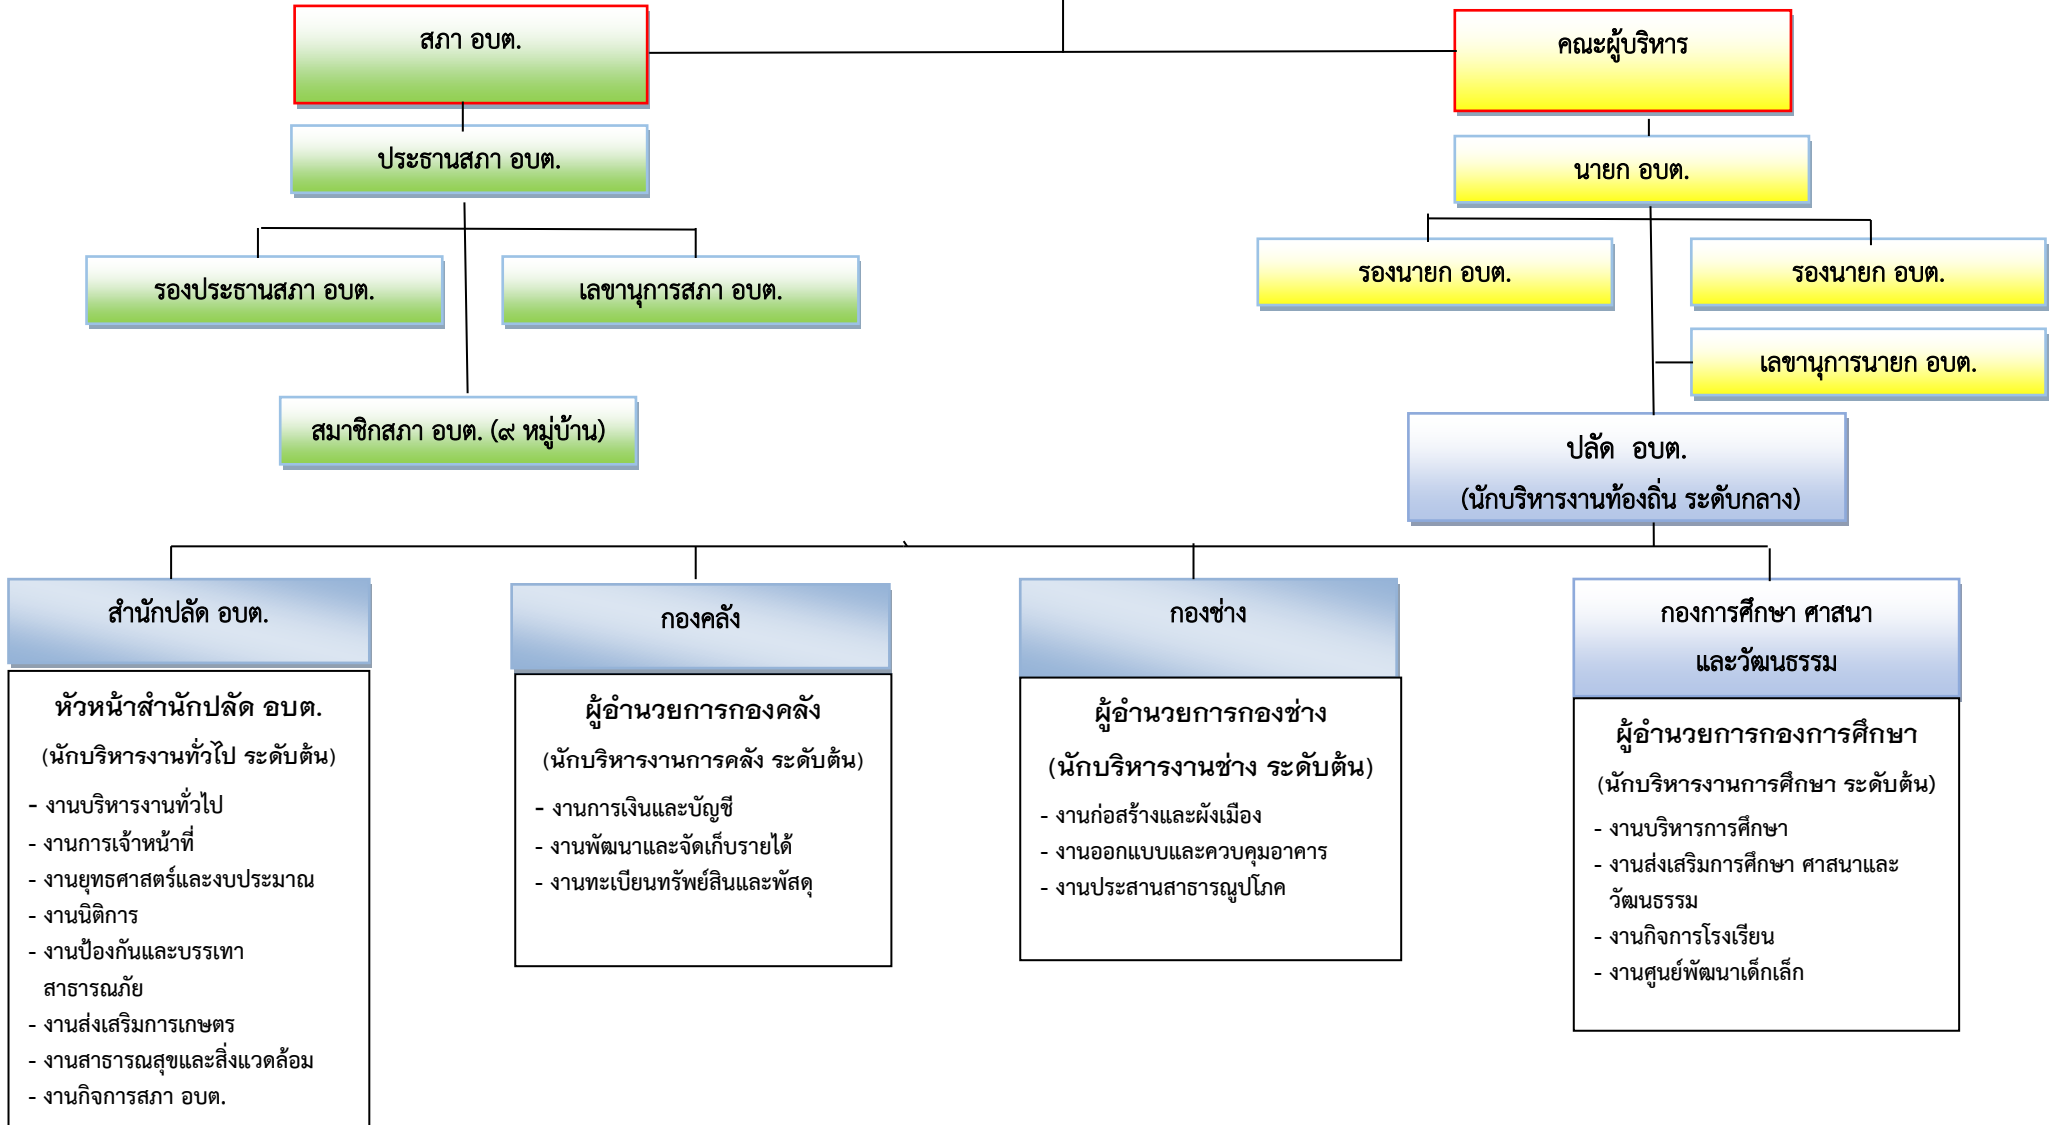 สภา อบต.
คณะผู้บริหาร
ประธานสภา อบต.
นายก อบต.
รองประธานสภา อบต.
เลขานุการสภา อบต.
รองนายก อบต.
รองนายก อบต.
เลขานุการนายก อบต.
สมาชิกสภา อบต. (๙ หมู่บ้าน)
ปลัด อบต.
(นักบริหารงานท้องถิ่น ระดับกลาง)
สำนักปลัด อบต.
หัวหน้าสำนักปลัด อบต.
(นักบริหารงานทั่วไป ระดับต้น)
- งานบริหารงานทั่วไป
- งานการเจ้าหน้าที่
- งานยุทธศาสตร์และงบประมาณ
- งานนิติการ
- งานป้องกันและบรรเทา
สาธารณภัย
- งานส่งเสริมการเกษตร
- งานสาธารณสุขและสิ่งแวดล้อม
- งานกิจการสภา อบต.
กองคลัง
ผู้อำนวยการกองคลัง
(นักบริหารงานการคลัง ระดับต้น)
- งานการเงินและบัญชี
- งานพัฒนาและจัดเก็บรายได้
- งานทะเบียนทรัพย์สินและพัสดุ
กองช่าง
ผู้อำนวยการกองช่าง
(นักบริหารงานช่าง ระดับต้น)
- งานก่อสร้างและผังเมือง
- งานออกแบบและควบคุมอาคาร
- งานประสานสาธารณูปโภค
กองการศึกษา ศาสนา
และวัฒนธรรม
ผู้อำนวยการกองการศึกษา
(นักบริหารงานการศึกษา ระดับต้น)
- งานบริหารการศึกษา
- งานส่งเสริมการศึกษา ศาสนาและ
วัฒนธรรม
- งานกิจการโรงเรียน
- งานศูนย์พัฒนาเด็กเล็ก